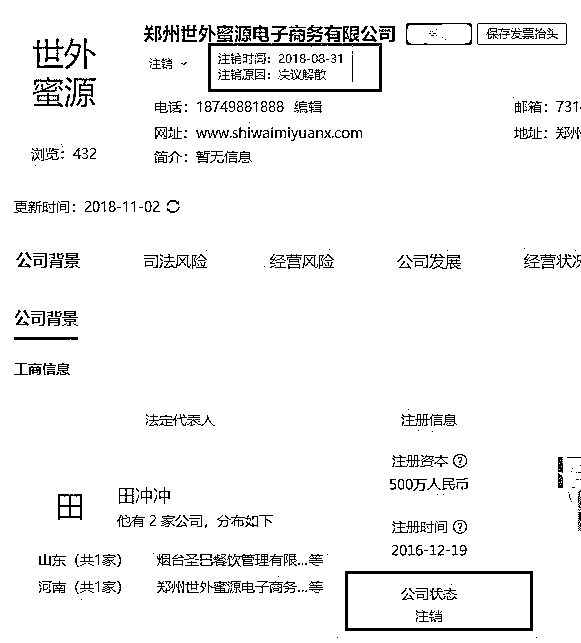 世外
蜜源
郑州世外蜜源电子商务有限公司
保存发票抬头
注销
注销时间：2018-08-31
注销原因：决议解散
电话：18749881888 编辑
邮箱：731
网址：www.shiwaimiyuanx.com
地址：郑州
浏览：432
简介：暂无信息
更新时间：2018-11-02
公司背景 司法风险 经营风险 公司发展 经营状况
公司背景
工商信息
法定代表人 注册信息
注册资本
500万人民币
田
田冲冲
他有 2 家公司，分布如下
注册时间
2016-12-19
山东（共1家） 烟台圣巴餐饮管理有限...等
河南（共1家） 郑州世外蜜源电子商务...等
公司状态
注销